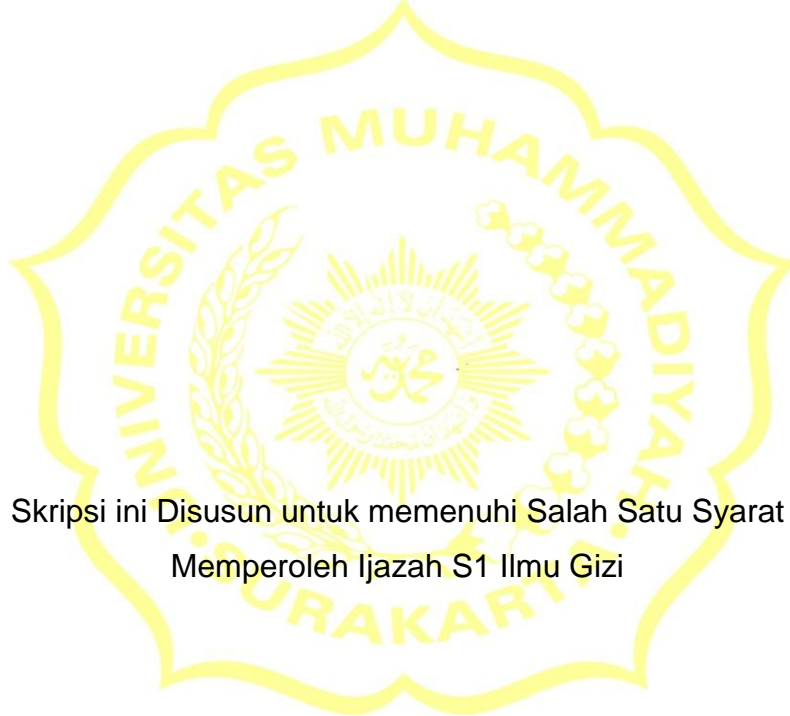 UNIVERSITAS MUHAMMADIYAH
Skripsi ini Disusun untuk memenuhi Salah Satu Syarat
Memperoleh Ijazah S1 Ilmu Gizi
SURAKARTA